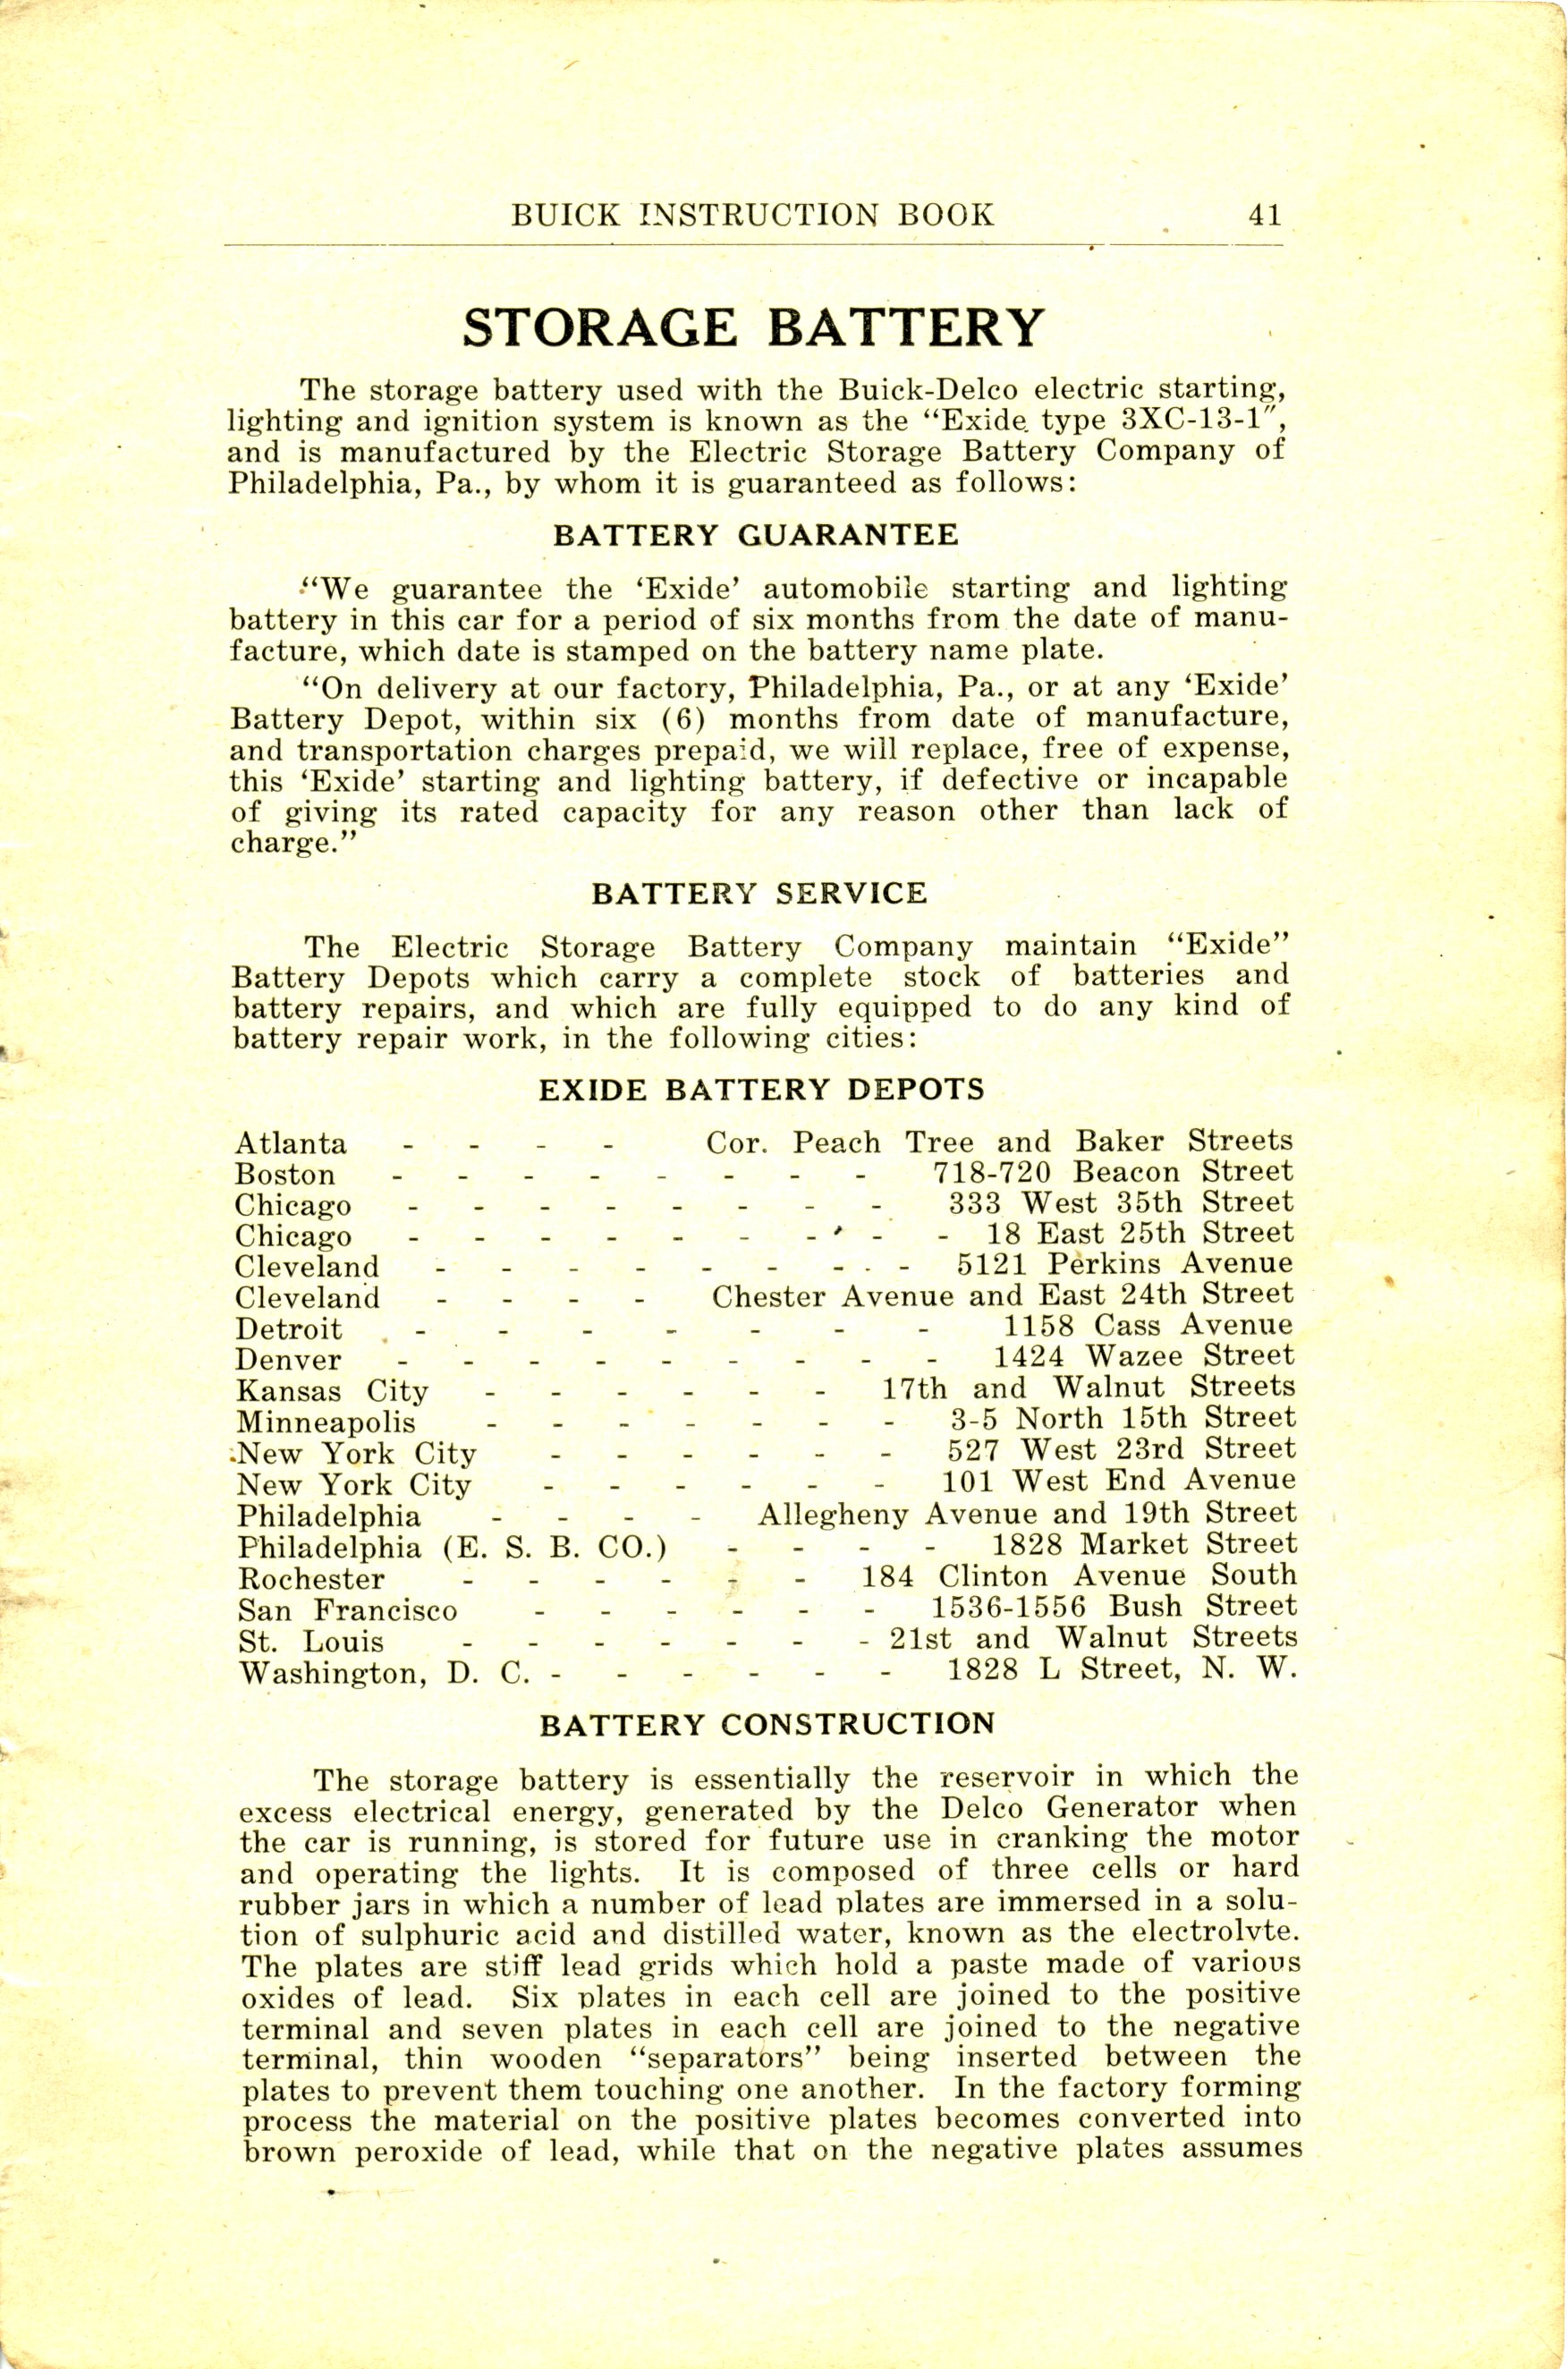 BUICK INSTRUCTION BOOK 41
STORAGE BATTERY
The storage battery used with the Buick-Delco electric starting,
lighting and ignition system is known as the “Exide type 3XC-13-1″,
and is manufactured by the Electric Storage Battery Company of
Philadelphia, Pa., by whom it is guaranteed as follows:
BATTERY GUARANTEE
“We guarantee the ‘Exide’ automobile starting and lighting
battery in this car for a period of six months from the date of manu-
facture, which date is stamped on the battery name plate.
“On delivery at our factory, Philadelphia, Pa., or at any ‘Exide’
Battery Depot, within six (6) months from date of manufacture,
and transportation charges prepaid, we will replace, free of expense,
this ‘Exide’ starting and lighting battery, if defective or incapable
of giving its rated capacity for any reason other than lack of
charge.”
BATTERY SERVICE
The Electric Storage Battery Company maintain “Exide”
Battery Depots which carry a complete stock of batteries and
battery repairs, and which are fully equipped to do any kind of
battery repair work, in the following cities:
EXIDE BATTERY DEPOTS
Atlanta - - - - Cor. Peach Tree and Baker Streets
Boston - - - - - - - - 718-720 Beacon Street
Chicago - - - - - - - - 333 West 35th Street
Chicago - - - - - - - - - 18 East 25th Street
Cleveland - - - - - - - - 5121 Perkins Avenue
Cleveland - - - - Chester Avenue and East 24th Street
Detroit - - - - - - - 1158 Cass Avenue
Denver - - - - - - - - - 1424 Wazee Street
Kansas City - - - - - - 17th and Walnut Streets
Minneapolis - - - - - - - 3-5 North 15th Street
New York City - - - - - - 527 West 23rd Street
New York City - - - - - - 101 West End Avenue
Philadelphia - - - - Allegheny Avenue and 19th Street
Philadelphia (E. S. B. CO.) - - - - 1828 Market Street
Rochester - - - - - - 184 Clinton Avenue South
San Francisco - - - - - - 1536-1556 Bush Street
St. Louis - - - - - - - 21st and Walnut Streets
Washington, D. C. - - - - - - 1828 L Street, N. W.
BATTERY CONSTRUCTION
The storage battery is essentially the reservoir in which the
excess electrical energy, generated by the Delco Generator when
the car is running, is stored for future use in cranking the motor
and operating the lights. It is composed of three cells or hard
rubber jars in which a number of lead plates are immersed in a solu-
tion of sulphuric acid and distilled water, known as the electrolyte.
The plates are stiff lead grids which hold a paste made of various
oxides of lead. Six plates in each cell are joined to the positive
terminal and seven plates in each cell are joined to the negative
terminal, thin wooden “separators” being inserted between the
plates to prevent them touching one another. In the factory forming
process the material on the positive plates becomes converted into
brown peroxide of lead, while that on the negative plates assumes